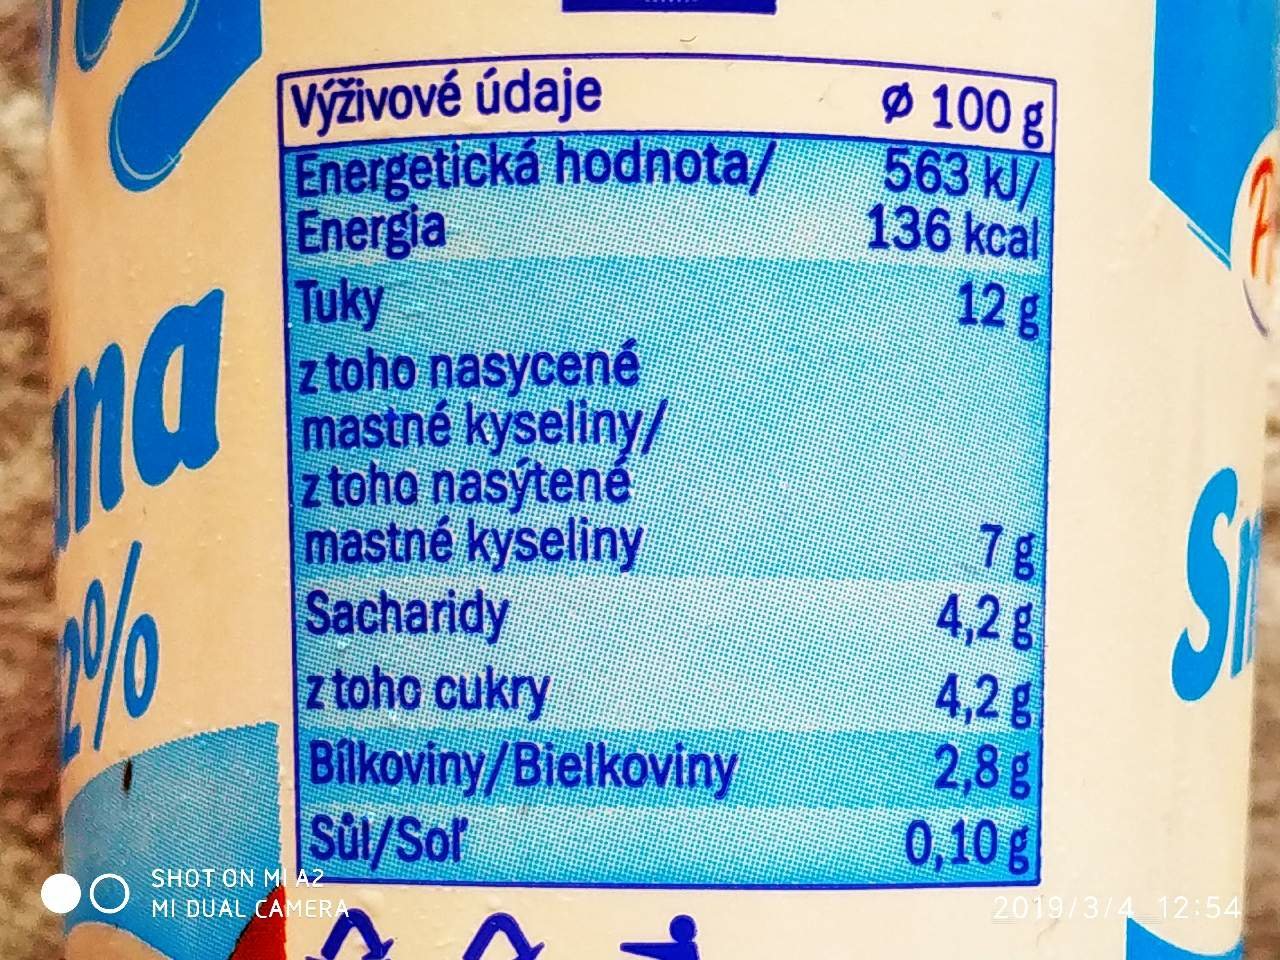 Výživové údaje Ø 100 g
Energetická hodnota/ 563 kJ/
Energia 136 kcal
Tuky 12 g
z toho nasycené
mastné kyseliny/
z toho nasýtené
mastné kyseliny 7 g
Sacharidy 4,2 g
z toho cukry 4,2 g
Bílkoviny/Bielkoviny 2,8 g
Sůl/Soľ 0,10 g
2%
SHOT ON MI A2
MI DUAL CAMERA
2019/3/4 12:54